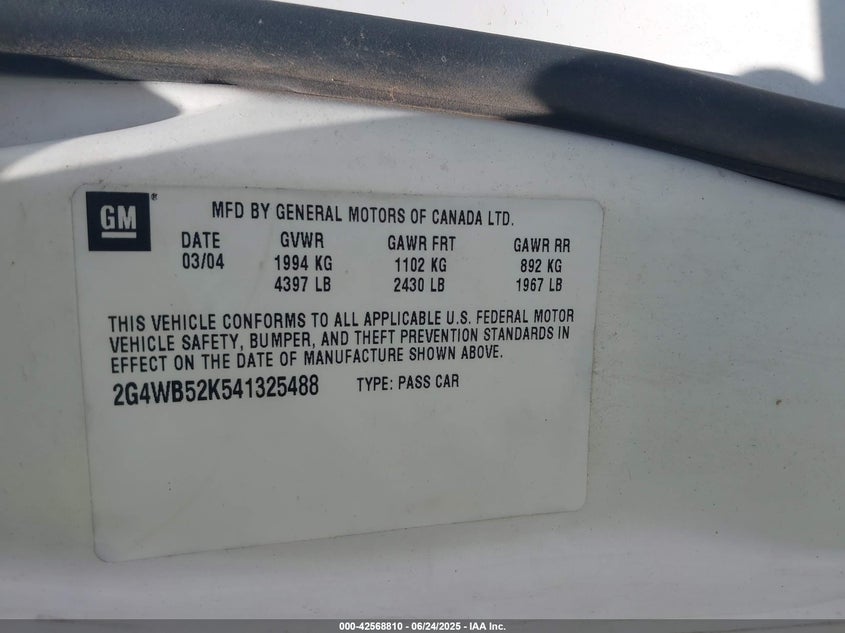 GM®
MFD BY GENERAL MOTORS OF CANADA LTD.
DATE GVWR GAWR FRT GAWR RR
03/04 1994 KG 1102 KG 892 KG
4397 LB 2430 LB 1967 LB
THIS VEHICLE CONFORMS TO ALL APPLICABLE U.S. FEDERAL MOTOR
VEHICLE SAFETY, BUMPER, AND THEFT PREVENTION STANDARDS IN
EFFECT ON THE DATE OF MANUFACTURE SHOWN ABOVE.
2G4WB52K541325488 TYPE: PASS CAR
000-42568810 - 06/24/2025 - IAA Inc.